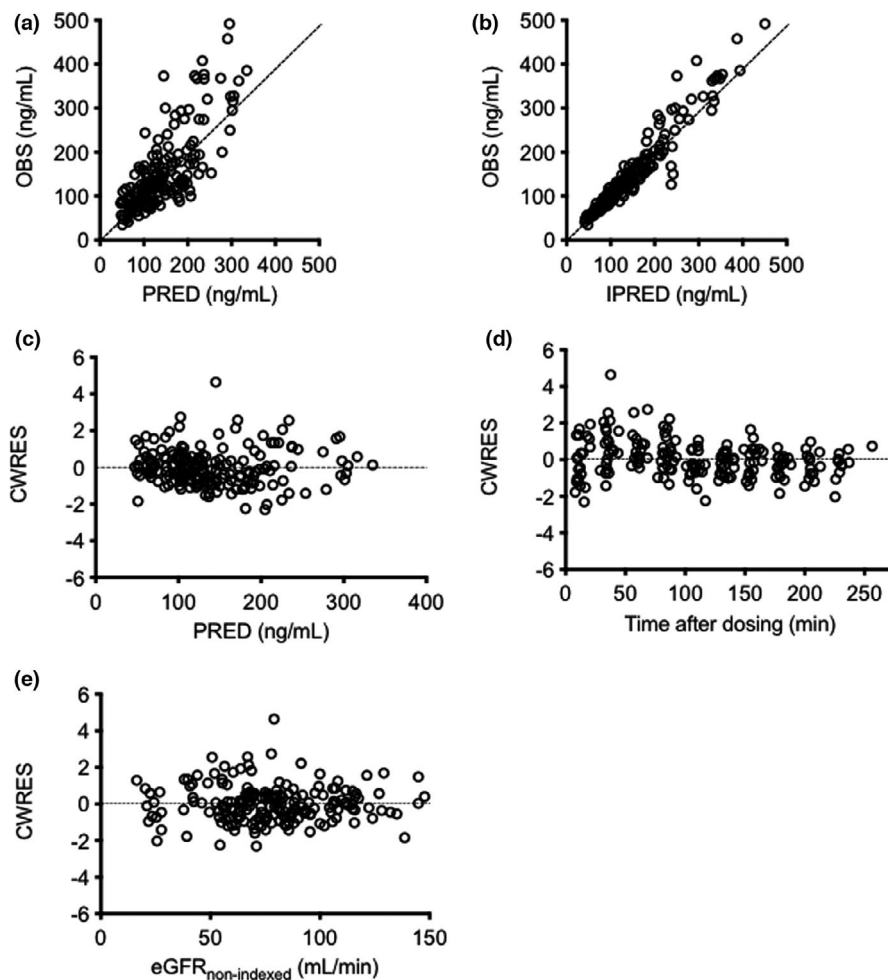 (a)
500
400
300
200
100
0
OBS (ng/mL)
0 100 200 300 400 500
PRED (ng/mL)
(b)
500
400
300
200
100
0
OBS (ng/mL)
0 100 200 300 400 500
IPRED (ng/mL)
(c)
6
4
2
0
-2
-4
-6
CWRES
0 100 200 300 400
PRED (ng/mL)
(d)
6
4
2
0
-2
-4
-6
CWRES
0 50 100 150 200 250
Time after dosing (min)
(e)
6
4
2
0
-2
-4
-6
CWRES
0 50 100 150
eGFRnon-indexed (mL/min)